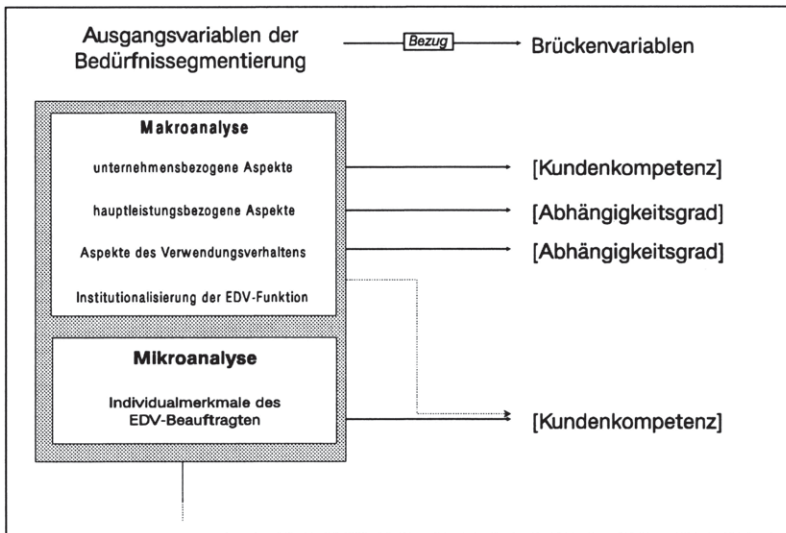 Ausgangsvariablen der
Bedürfnissegmentierung
Bezug
Brückenvariablen
Makroanalyse
unternehmensbezogene Aspekte
[Kundenkompetenz]
hauptleistungsbezogene Aspekte
[Abhängigkeitsgrad]
Aspekte des Verwendungsverhaltens
[Abhängigkeitsgrad]
Institutionalisierung der EDV-Funktion
Mikroanalyse
Individualmerkmale des
EDV-Beauftragten
[Kundenkompetenz]